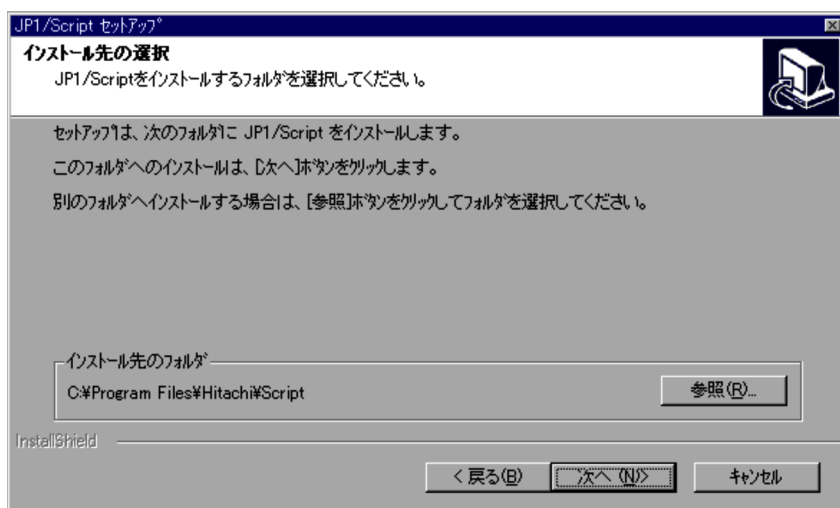 JP1/Script セットアップ
インストール先の選択
JP1/Scriptをインストールするフォルダを選択してください。
セットアップは、次のフォルダに JP1/Script をインストールします。
このフォルダへのインストールは、[次へ]ボタンをクリックします。
別のフォルダへインストールする場合は、[参照]ボタンをクリックしてフォルダを選択してください。
インストール先のフォルダ
C:¥Program Files¥Hitachi¥Script
参照(R)...
InstallShield
< 戻る(B)
次へ (N)>
キャンセル